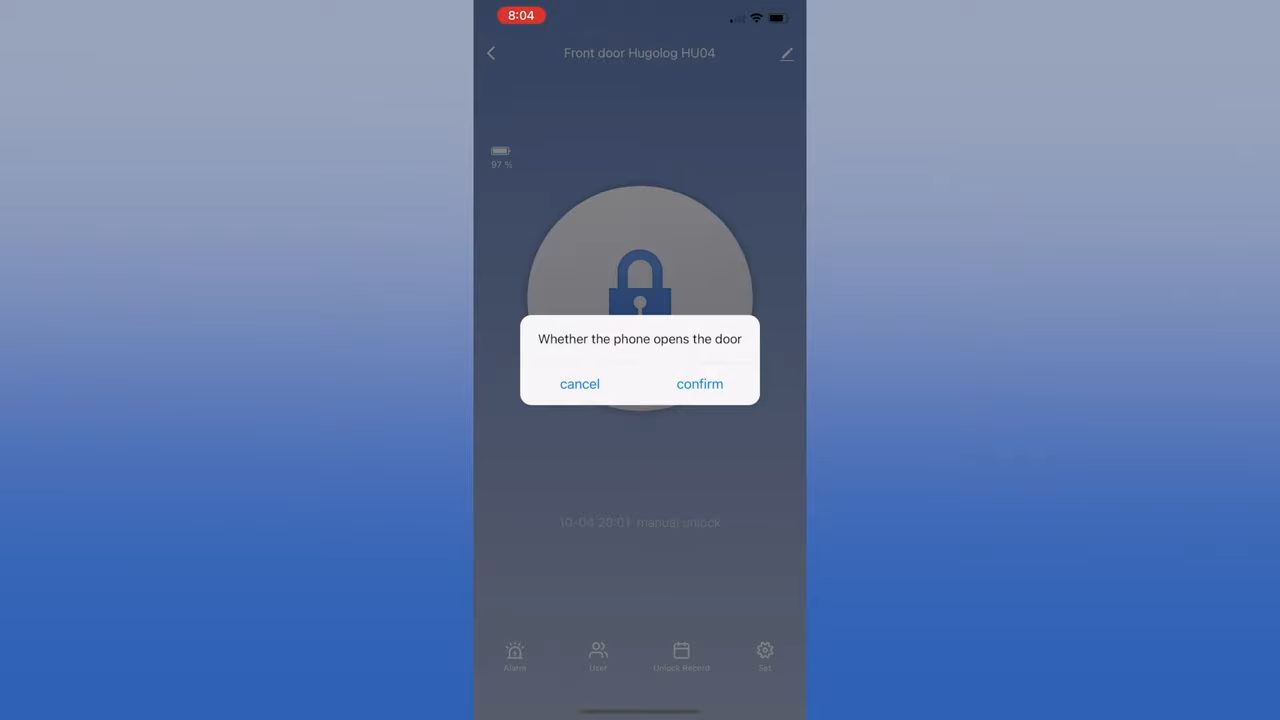 8:04
Front door Hugolog HU04
97 %
Whether the phone opens the door
cancel confirm
10-04 20:01 manual unlock
Alarm User Unlock Record Set